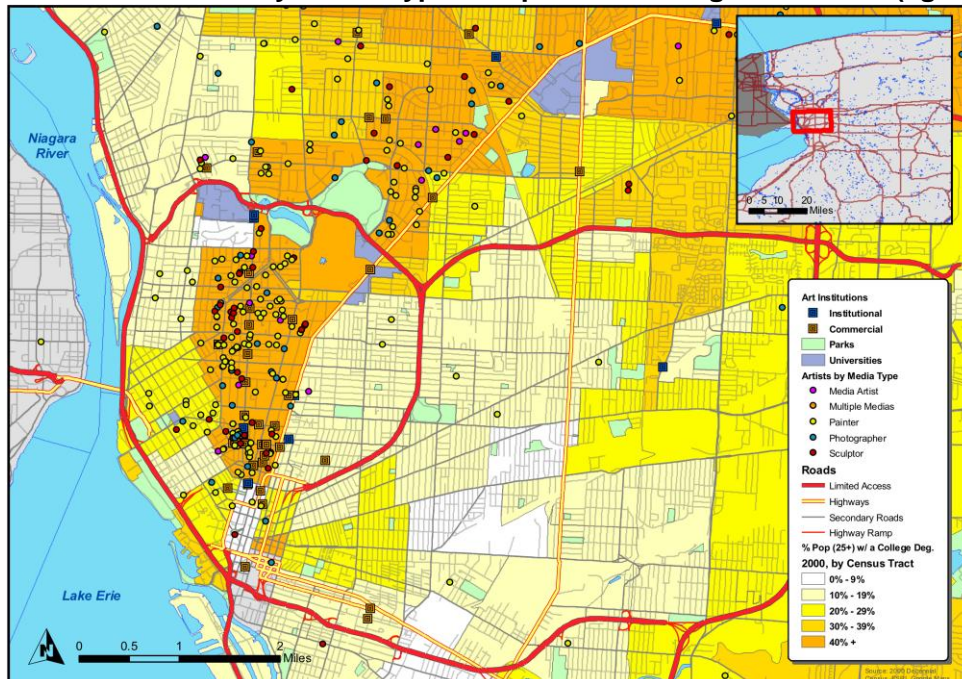 Niagara
River
Lake Erie
0 5 10 20
Miles
Art Institutions
Institutional
Commercial
Parks
Universities
Artists by Media Type
Media Artist
Multiple Medias
Painter
Photographer
Sculptor
Roads
Limited Access
Highways
Secondary Roads
Highway Ramp
% Pop (25+) w/ a College Deg.
2000, by Census Tract
0% - 9%
10% - 19%
20% - 29%
30% - 39%
40% +
N
0 0.5 1 2
Miles
Source: 2000